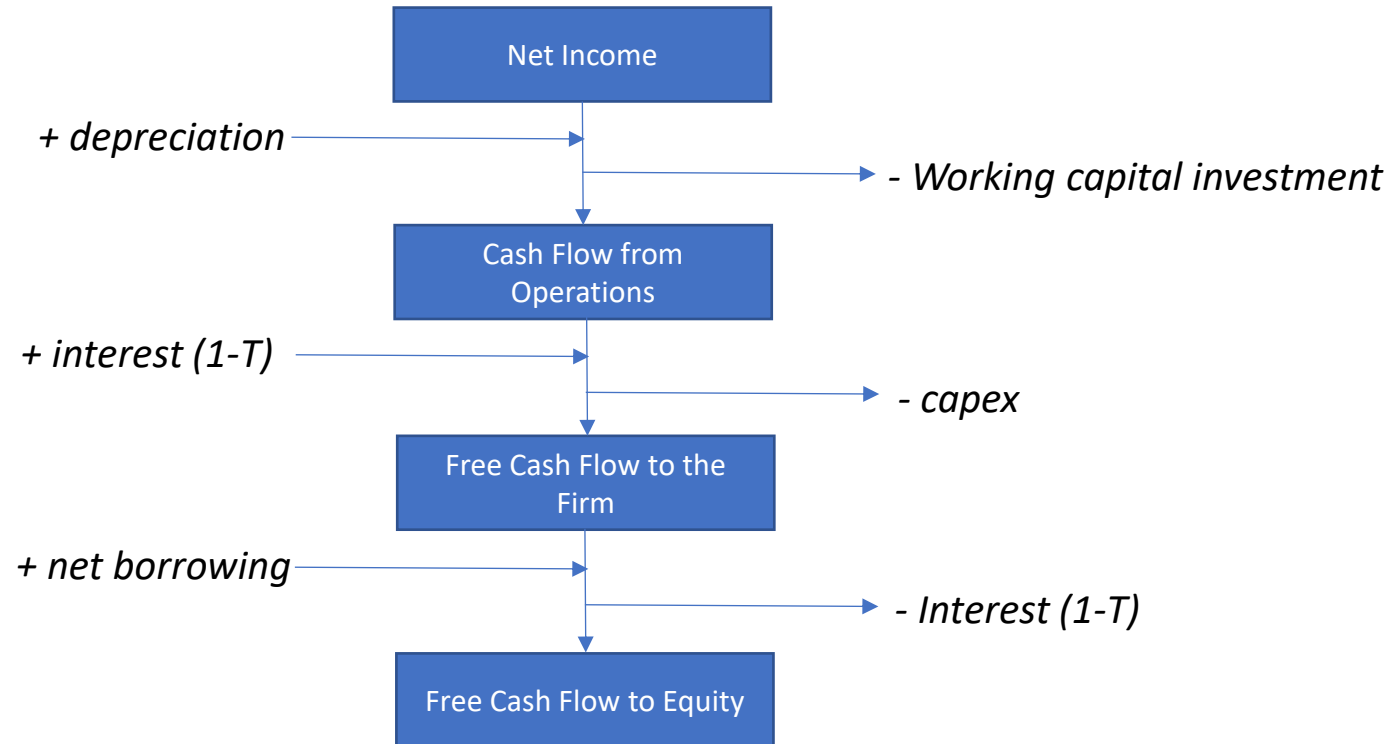 Net Income
+ depreciation
- Working capital investment
Cash Flow from
Operations
+ interest (1-T)
- capex
Free Cash Flow to the
Firm
+ net borrowing
- Interest (1-T)
Free Cash Flow to Equity